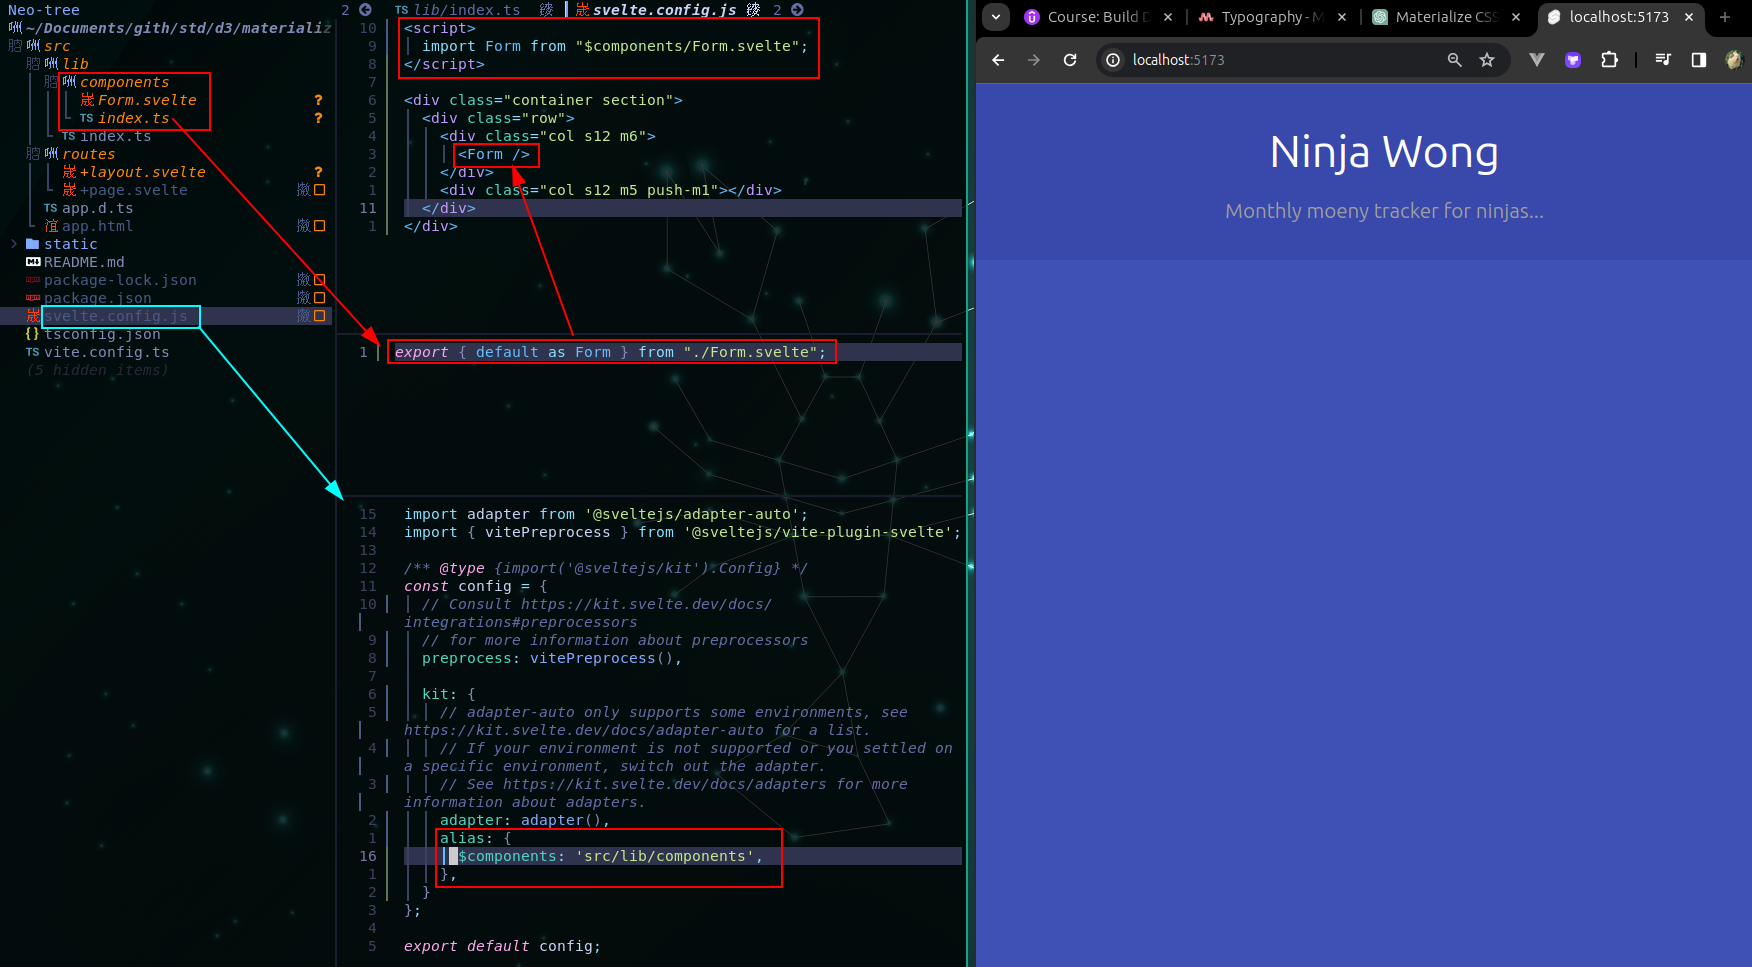 Neo-tree
~/Documents/gith/std/d3/materializ
src
lib
components
Form.svelte ?
TS index.ts ?
TS index.ts
routes
+layout.svelte ?
+page.svelte
TS app.d.ts
app.html
static
README.md
package-lock.json
package.json
svelte.config.js
{} tsconfig.json
TS vite.config.ts
(5 hidden items)
2 TS lib/index.ts svelte.config.js 2
10 <script>
9 import Form from "$components/Form.svelte";
8 </script>
7
6 <div class="container section">
5 <div class="row">
4 <div class="col s12 m6">
3 <Form />
2 </div>
1 <div class="col s12 m5 push-m1"></div>
11 </div>
1 </div>
1 export { default as Form } from "./Form.svelte";
15 import adapter from '@sveltejs/adapter-auto';
14 import { vitePreprocess } from '@sveltejs/vite-plugin-svelte';
13
12 /** @type {import('@sveltejs/kit').Config} */
11 const config = {
10 // Consult https://kit.svelte.dev/docs/
integrations#preprocessors
9 // for more information about preprocessors
8 preprocess: vitePreprocess(),
7
6 kit: {
5 // adapter-auto only supports some environments, see
https://kit.svelte.dev/docs/adapter-auto for a list.
4 // If your environment is not supported or you settled on
a specific environment, switch out the adapter.
3 // See https://kit.svelte.dev/docs/adapters for more
information about adapters.
2 adapter: adapter(),
1 alias: {
16 $components: 'src/lib/components',
1 },
2 }
3 };
4
5 export default config;
Course: Build D
Typography - M
Materialize CSS
localhost:5173
localhost:5173
Ninja Wong
Monthly moeny tracker for ninjas...